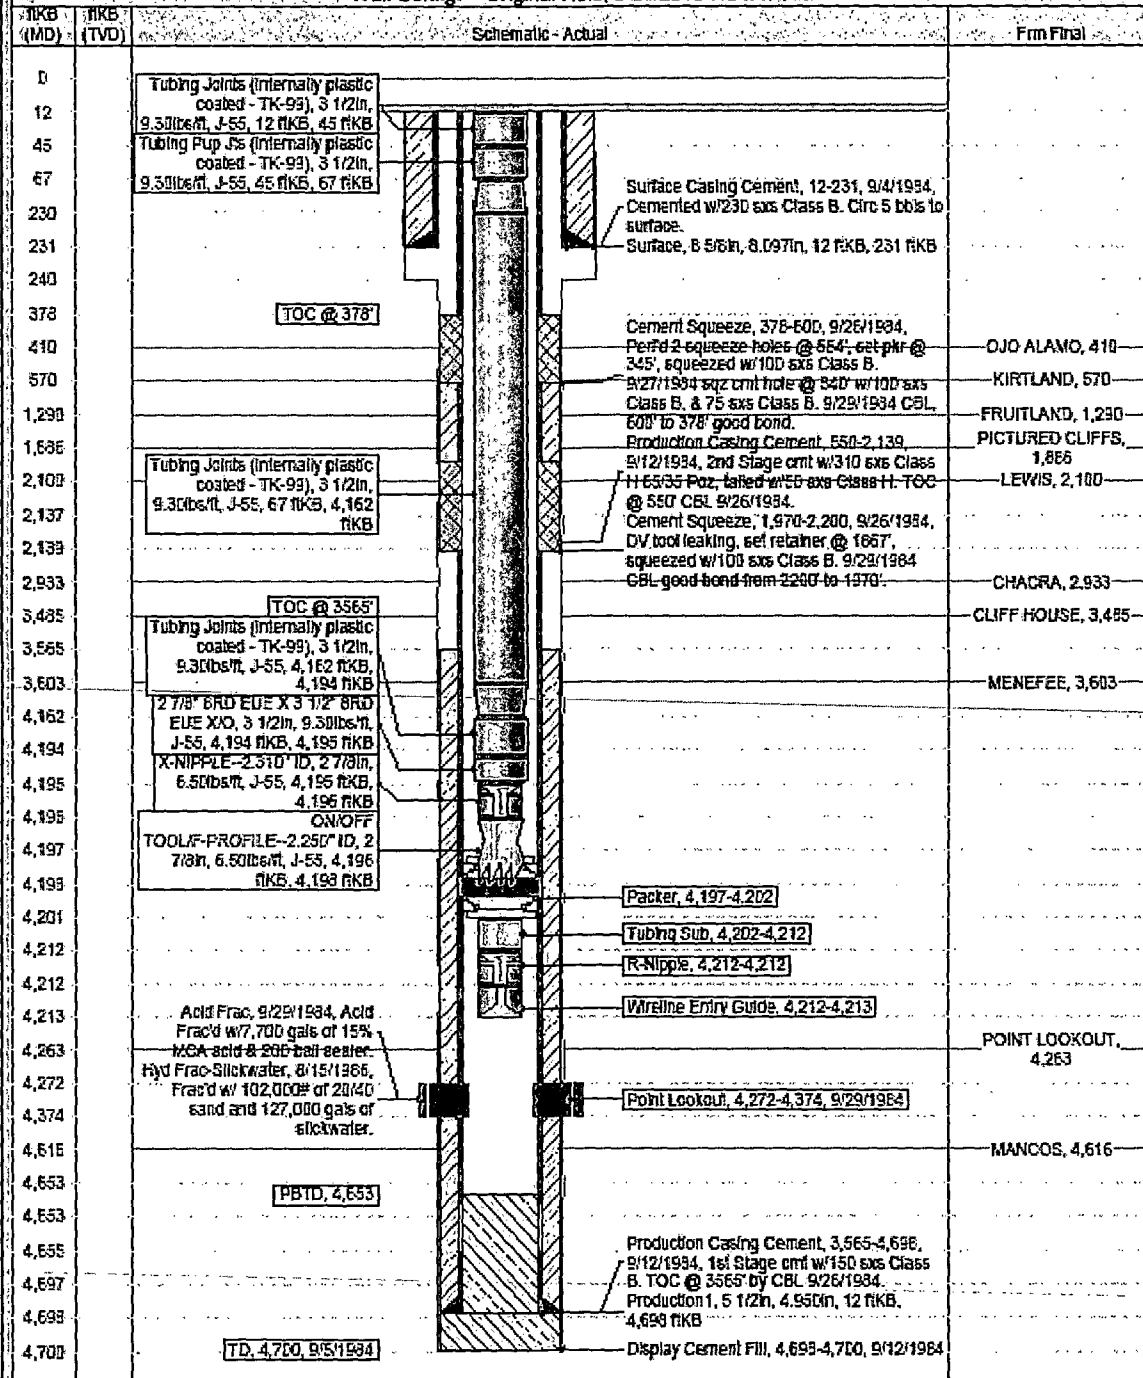 ftKB
(MD)
ftKB
(TVD)
Schematic - Actual
Frm Final
0
12
45
67
230
231
240
378
410
570
1,290
1,686
2,100
2,137
2,139
2,933
3,485
3,565
3,603
4,162
4,194
4,195
4,196
4,197
4,199
4,201
4,212
4,212
4,213
4,263
4,272
4,374
4,616
4,653
4,653
4,655
4,697
4,698
4,700
Tubing Joints (internally plastic
coated - TK-99), 3 1/2in,
9.30lbs/ft, J-55, 12 ftKB, 45 ftKB
Tubing Pup Jts (internally plastic
coated - TK-99), 3 1/2in,
9.30lbs/ft, J-55, 45 ftKB, 67 ftKB
TOC @ 378'
Tubing Joints (internally plastic
coated - TK-99), 3 1/2in,
9.30lbs/ft, J-55, 67 ftKB, 4,162
ftKB
TOC @ 3565'
Tubing Joints (internally plastic
coated - TK-99), 3 1/2in,
9.30lbs/ft, J-55, 4,162 ftKB,
4,194 ftKB
2 7/8" 8RD EUE X 3 1/2" 8RD
EUE X/O, 3 1/2in, 9.30lbs/ft,
J-55, 4,194 ftKB, 4,195 ftKB
X-NIPPLE--2.310" ID, 2 7/8in,
6.50lbs/ft, J-55, 4,195 ftKB,
4,196 ftKB
ON/OFF
TOOL/F-PROFILE--2.250" ID, 2
7/8in, 6.50lbs/ft, J-55, 4,196
ftKB, 4,198 ftKB
Acid Frac, 9/29/1984, Acid
Frac'd w/7,700 gals of 15%
MCA acid & 200 ball sealer.
Hyd Frac-Slickwater, 8/15/1986,
Frac'd w/ 102,000# of 20/40
sand and 127,000 gals of
slickwater.
PBTD, 4,653
TD, 4,700, 9/5/1984
Surface Casing Cement, 12-231, 9/4/1984,
Cemented w/230 sxs Class B. Circ 5 bbls to
surface.
Surface, 8 5/8in, 8.097in, 12 ftKB, 231 ftKB
Cement Squeeze, 378-600, 9/26/1984,
Perf'd 2 squeeze holes @ 554', set pkr @
345', squeezed w/100 sxs Class B.
9/27/1984 sqz cmt hole @ 540' w/100 sxs
Class B, & 75 sxs Class B. 9/29/1984 CBL,
600' to 378' good bond.
Production Casing Cement, 550-2,139,
9/12/1984, 2nd Stage cmt w/310 sxs Class
H 65/35 Poz, tailed w/50 sxs Class H. TOC
@ 550' CBL 9/26/1984.
Cement Squeeze, 1,970-2,200, 9/26/1984,
DV tool leaking, set retainer @ 1667',
squeezed w/100 sxs Class B. 9/29/1984
CBL good bond from 2200' to 1970'.
Packer, 4,197-4,202
Tubing Sub, 4,202-4,212
R-Nipple, 4,212-4,212
Wireline Entry Guide, 4,212-4,213
Point Lookout, 4,272-4,374, 9/29/1984
Production Casing Cement, 3,565-4,698,
9/12/1984, 1st Stage cmt w/150 sxs Class
B. TOC @ 3565' by CBL 9/26/1984.
Production1, 5 1/2in, 4.950in, 12 ftKB,
4,698 ftKB
Display Cement Fill, 4,698-4,700, 9/12/1984
OJO ALAMO, 410
KIRTLAND, 570
FRUITLAND, 1,290
PICTURED CLIFFS,
1,686
LEWIS, 2,100
CHACRA, 2,933
CLIFF HOUSE, 3,485
MENEFEE, 3,603
POINT LOOKOUT,
4,263
MANCOS, 4,616